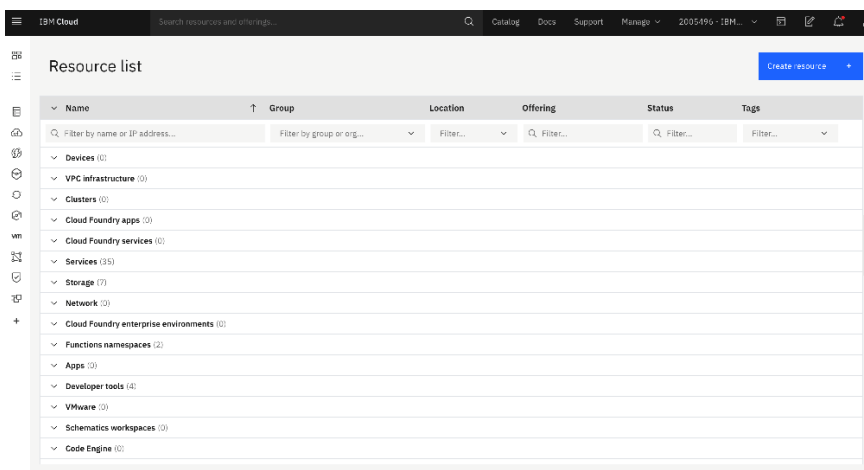 IBM Cloud Search resources and offerings... Catalog Docs Support Manage 2005496 - IBM...
Resource list
Create resource +
Name Group Location Offering Status Tags
Filter by name or IP address... Filter by group or org... Filter... Filter... Filter... Filter...
Devices (0)
VPC infrastructure (0)
Clusters (0)
Cloud Foundry apps (0)
Cloud Foundry services (0)
Services (35)
Storage (7)
vm
Network (0)
Cloud Foundry enterprise environments (0)
Functions namespaces (2)
Apps (0)
Developer tools (4)
VMware (0)
Schematics workspaces (0)
Code Engine (0)